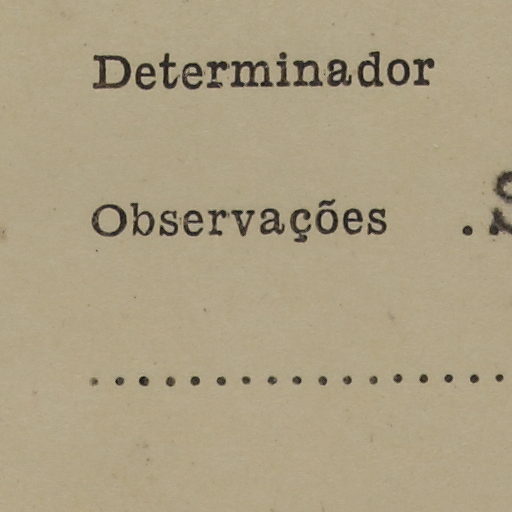 Determinador
Observações . .
.................